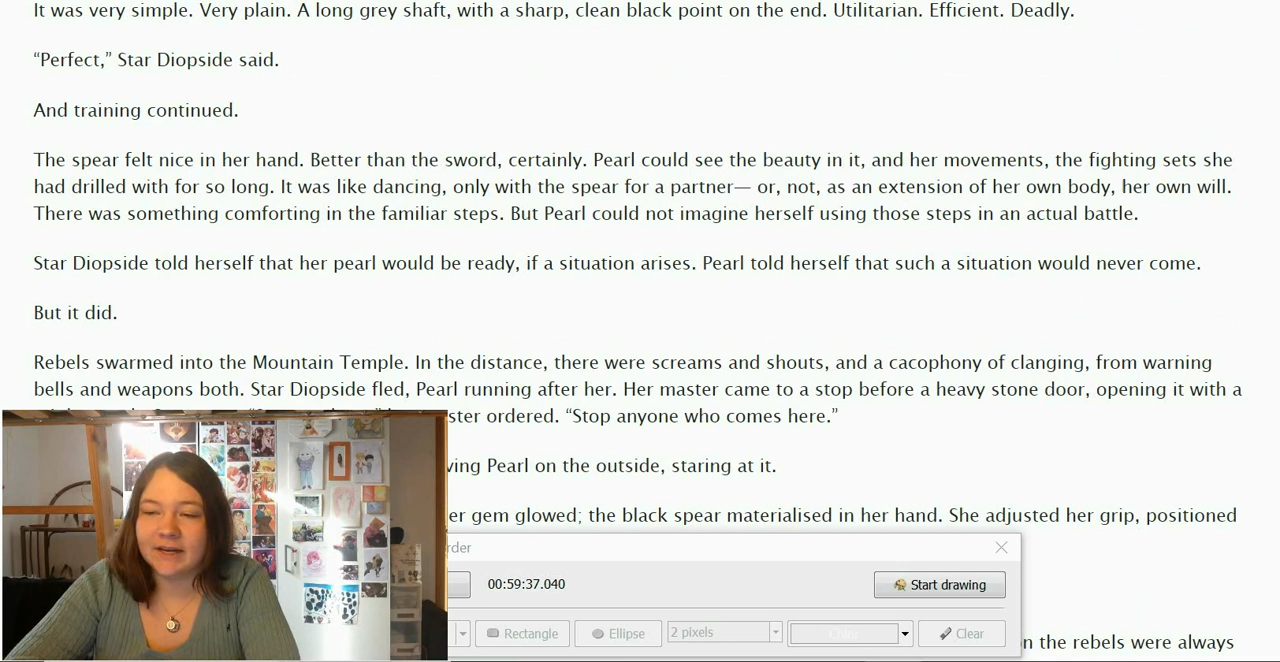 It was very simple. Very plain. A long grey shaft, with a sharp, clean black point on the end. Utilitarian. Efficient. Deadly.
“Perfect,” Star Diopside said.
And training continued.
The spear felt nice in her hand. Better than the sword, certainly. Pearl could see the beauty in it, and her movements, the fighting sets she
had drilled with for so long. It was like dancing, only with the spear for a partner— or, not, as an extension of her own body, her own will.
There was something comforting in the familiar steps. But Pearl could not imagine herself using those steps in an actual battle.
Star Diopside told herself that her pearl would be ready, if a situation arises. Pearl told herself that such a situation would never come.
But it did.
Rebels swarmed into the Mountain Temple. In the distance, there were screams and shouts, and a cacophony of clanging, from warning
bells and weapons both. Star Diopside fled, Pearl running after her. Her master came to a stop before a heavy stone door, opening it with a
ster ordered. “Stop anyone who comes here.”
ving Pearl on the outside, staring at it.
er gem glowed; the black spear materialised in her hand. She adjusted her grip, positioned
rder
00:59:37.040
Start drawing
Rectangle
Ellipse
2 pixels
Color
Clear
n the rebels were always